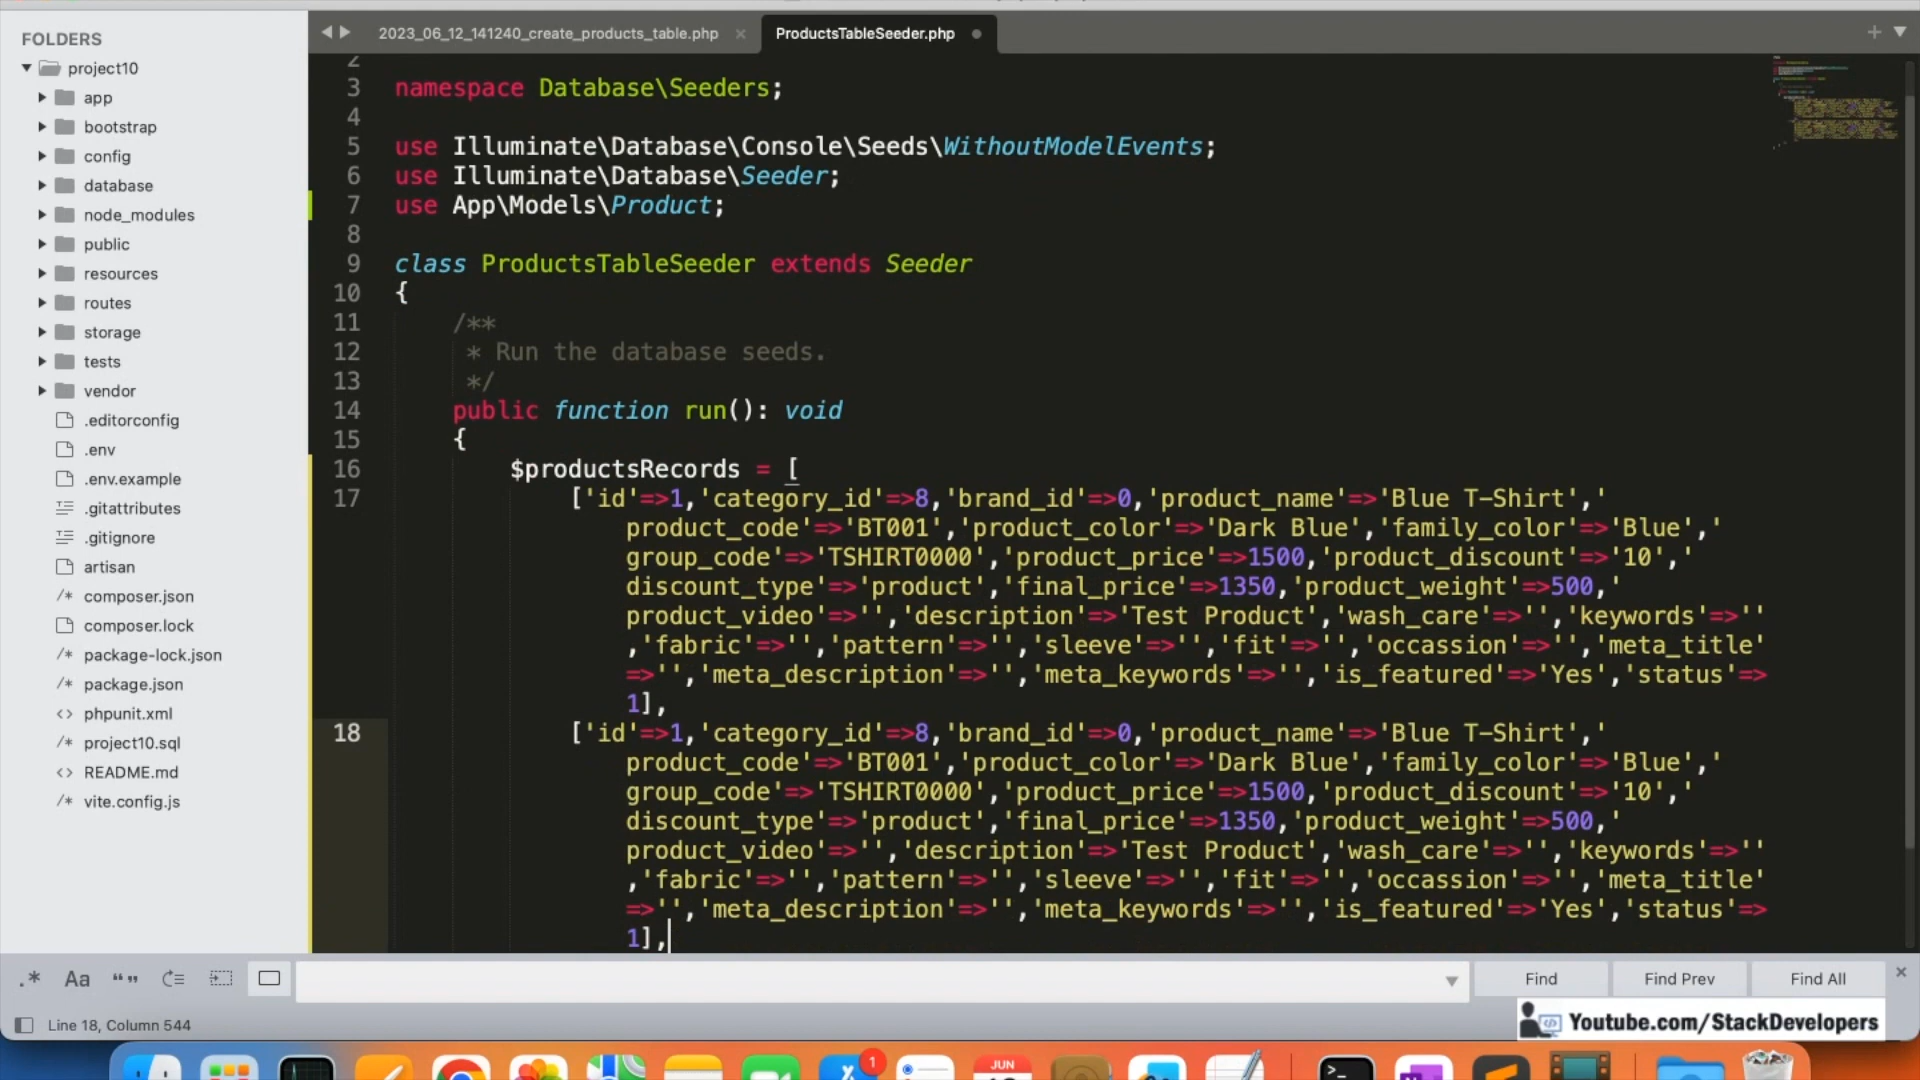 FOLDERS
project10
app
bootstrap
config
database
node_modules
public
resources
routes
storage
tests
vendor
.editorconfig
.env
.env.example
.gitattributes
.gitignore
artisan
/* composer.json
composer.lock
/* package-lock.json
/* package.json
<> phpunit.xml
/* project10.sql
<> README.md
/* vite.config.js
2023_06_12_141240_create_products_table.php ×
ProductsTableSeeder.php
2
3 namespace Database\Seeders;
4
5 use Illuminate\Database\Console\Seeds\WithoutModelEvents;
6 use Illuminate\Database\Seeder;
7 use App\Models\Product;
8
9 class ProductsTableSeeder extends Seeder
10 {
11 /**
12 * Run the database seeds.
13 */
14 public function run(): void
15 {
16 $productsRecords = [
17 ['id'=>1,'category_id'=>8,'brand_id'=>0,'product_name'=>'Blue T-Shirt','
product_code'=>'BT001','product_color'=>'Dark Blue','family_color'=>'Blue','
group_code'=>'TSHIRT0000','product_price'=>1500,'product_discount'=>'10','
discount_type'=>'product','final_price'=>1350,'product_weight'=>500,'
product_video'=>'','description'=>'Test Product','wash_care'=>'','keywords'=>''
,'fabric'=>'','pattern'=>'','sleeve'=>'','fit'=>'','occassion'=>'','meta_title'
=>'','meta_description'=>'','meta_keywords'=>'','is_featured'=>'Yes','status'=>
1],
18 ['id'=>1,'category_id'=>8,'brand_id'=>0,'product_name'=>'Blue T-Shirt','
product_code'=>'BT001','product_color'=>'Dark Blue','family_color'=>'Blue','
group_code'=>'TSHIRT0000','product_price'=>1500,'product_discount'=>'10','
discount_type'=>'product','final_price'=>1350,'product_weight'=>500,'
product_video'=>'','description'=>'Test Product','wash_care'=>'','keywords'=>''
,'fabric'=>'','pattern'=>'','sleeve'=>'','fit'=>'','occassion'=>'','meta_title'
=>'','meta_description'=>'','meta_keywords'=>'','is_featured'=>'Yes','status'=>
1],
.* Aa “” Find Find Prev Find All ×
Line 18, Column 544
Youtube.com/StackDevelopers
1
JUN